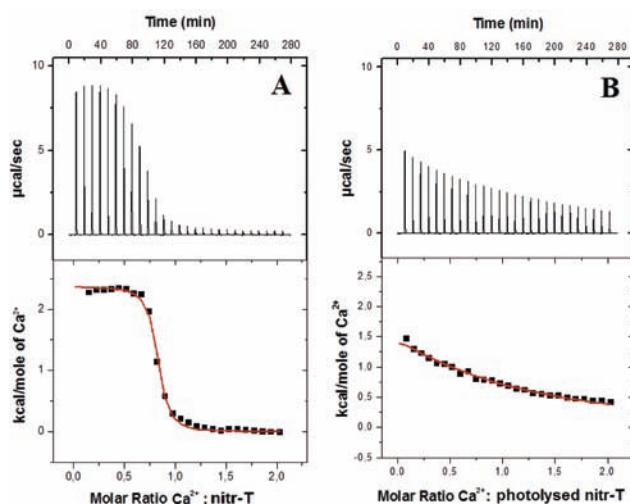 Time (min)
0 40 80 120 160 200 240 280
10
5
0
µcal/sec
A
2
1
0
kcal/mole of Ca²⁺
0,0 0,5 1,0 1,5 2,0
Molar Ratio Ca²⁺ : nitr-T
Time (min)
0 40 80 120 160 200 240 280
10
5
0
µcal/sec
B
2.5
2.0
1.5
1.0
0.5
0.0
-0.5
kcal/mole of Ca²⁺
0.0 0.5 1.0 1.5 2.0
Molar Ratio Ca²⁺: photolysed nitr-T